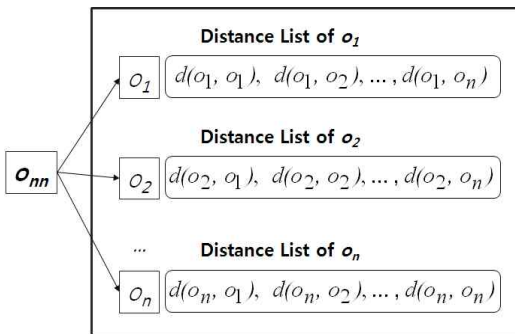 Distance List of o1
o1 d(o1, o1), d(o1, o2), ... , d(o1, on)
Distance List of o2
onn o2 d(o2, o1), d(o2, o2), ... , d(o2, on)
...
Distance List of on
on d(on, o1), d(on, o2), ... , d(on, on)